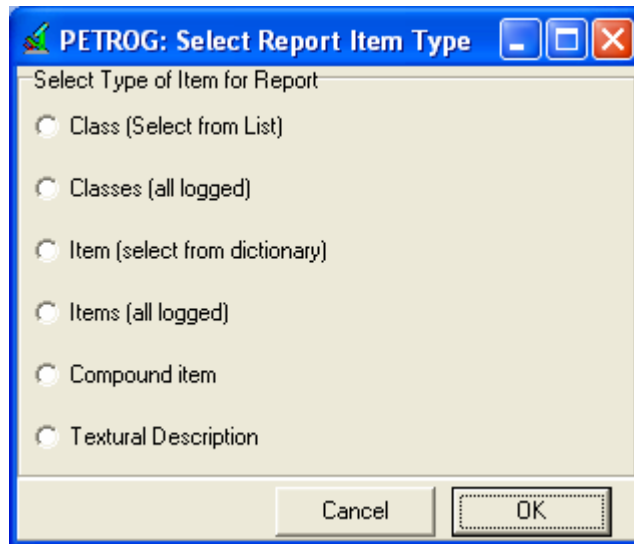 PETROG: Select Report Item Type
Select Type of Item for Report
Class (Select from List)
Classes (all logged)
Item (select from dictionary)
Items (all logged)
Compound item
Textural Description
Cancel OK